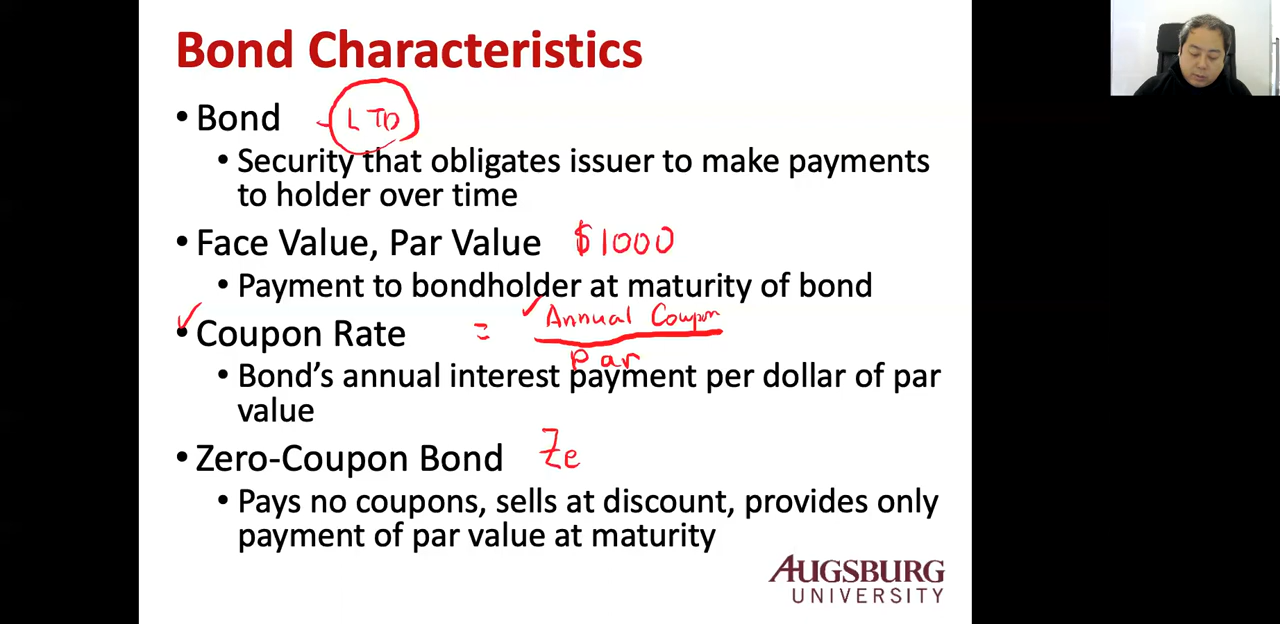 Bond Characteristics
• Bond - LTD
• Security that obligates issuer to make payments
to holder over time
• Face Value, Par Value $1000
• Payment to bondholder at maturity of bond
✓ Annual Coupon
✓• Coupon Rate =
Par
• Bond's annual interest payment per dollar of par
value
• Zero-Coupon Bond Ze
• Pays no coupons, sells at discount, provides only
payment of par value at maturity
AUGSBURG
UNIVERSITY